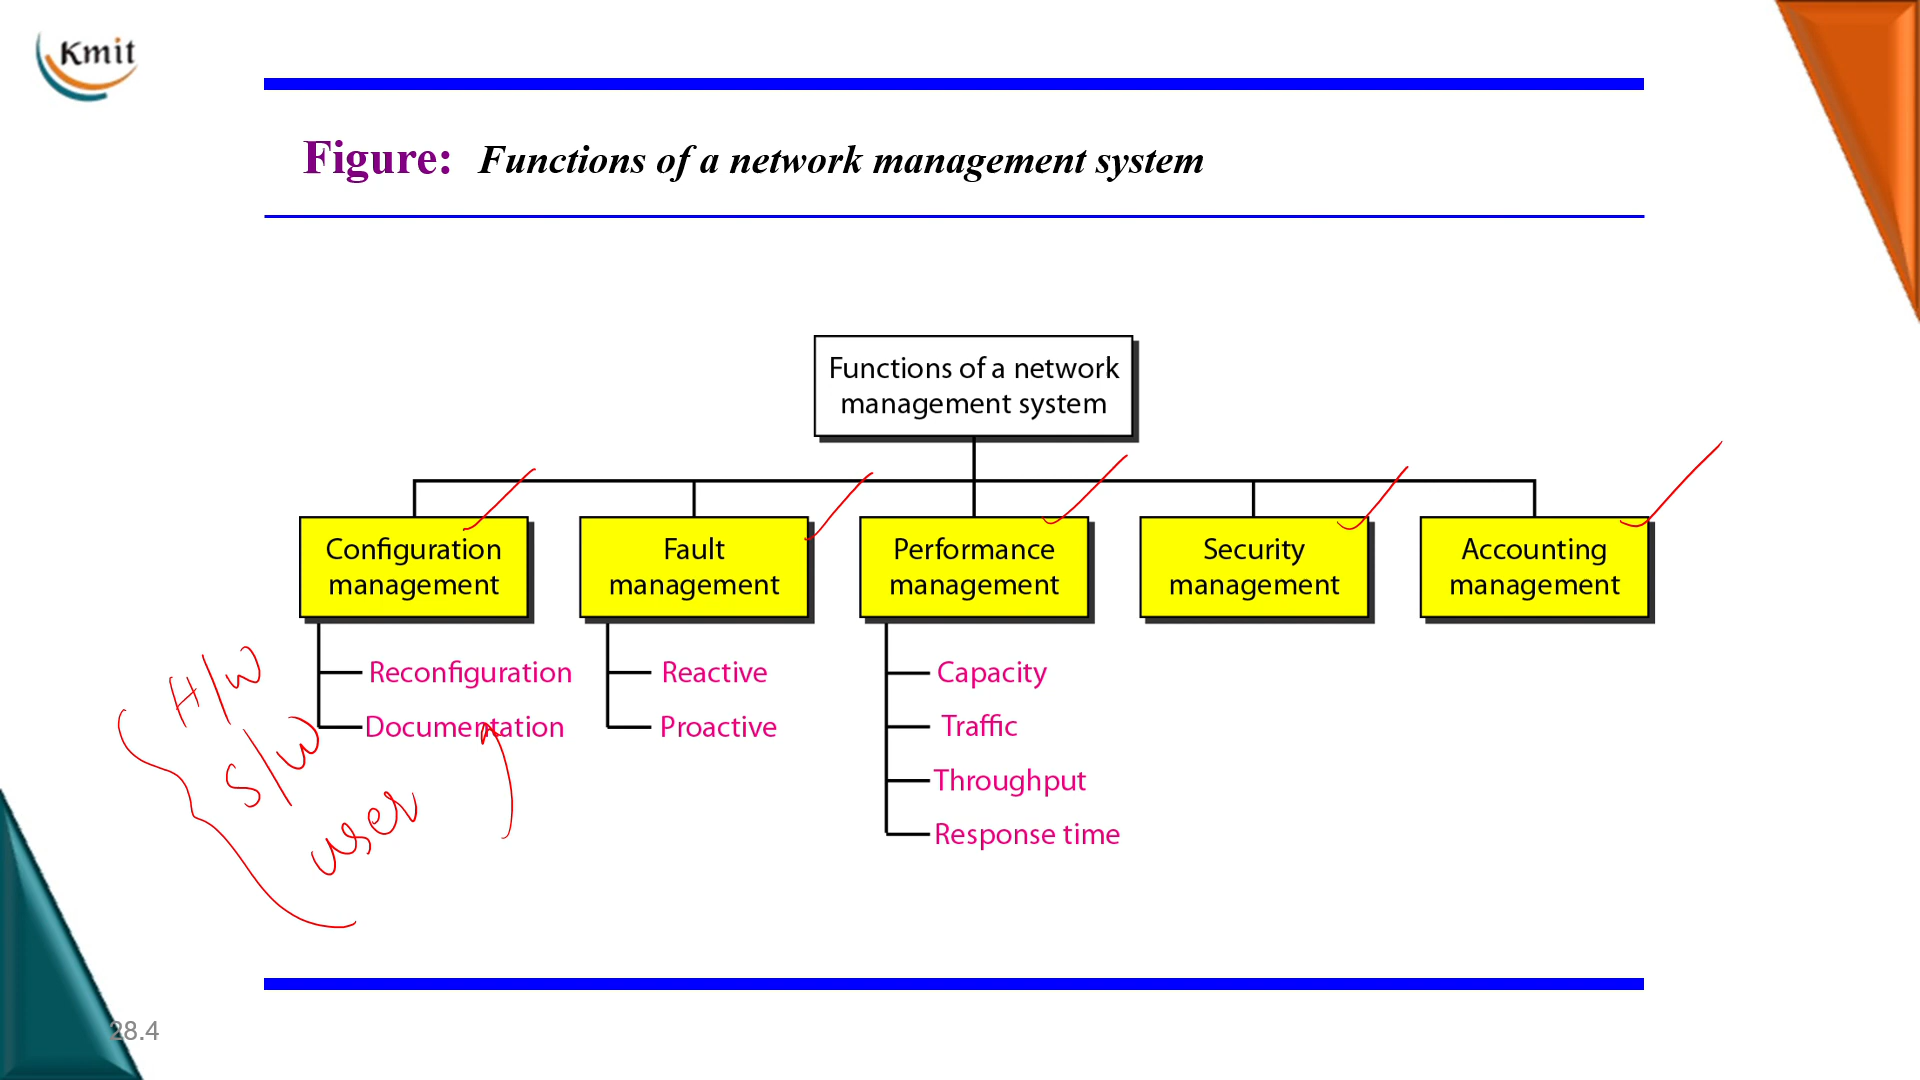 Kmit
Figure: Functions of a network management system
Functions of a network
management system
Configuration
management
Fault
management
Performance
management
Security
management
Accounting
management
Reconfiguration
Documentation
Reactive
Proactive
Capacity
Traffic
Throughput
Response time
H/W
S/W
user
28.4